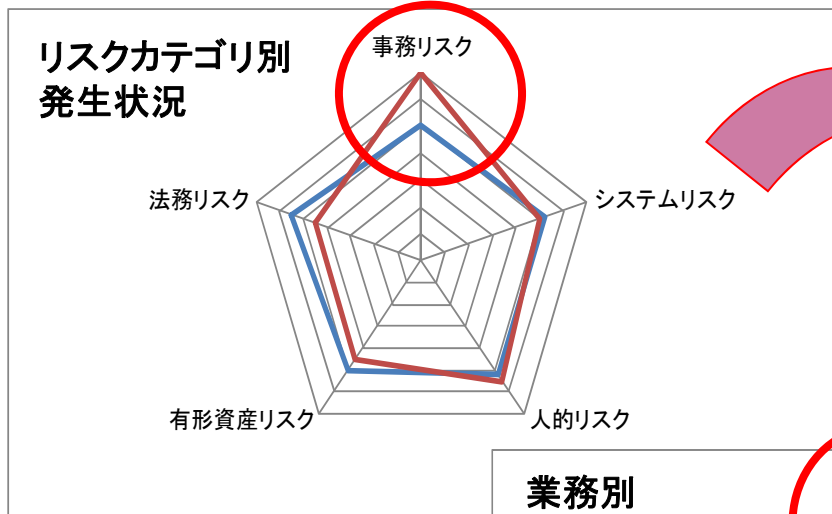 リスクカテゴリ別
発生状況
事務リスク
法務リスク
システムリスク
有形資産リスク
人的リスク
業務別